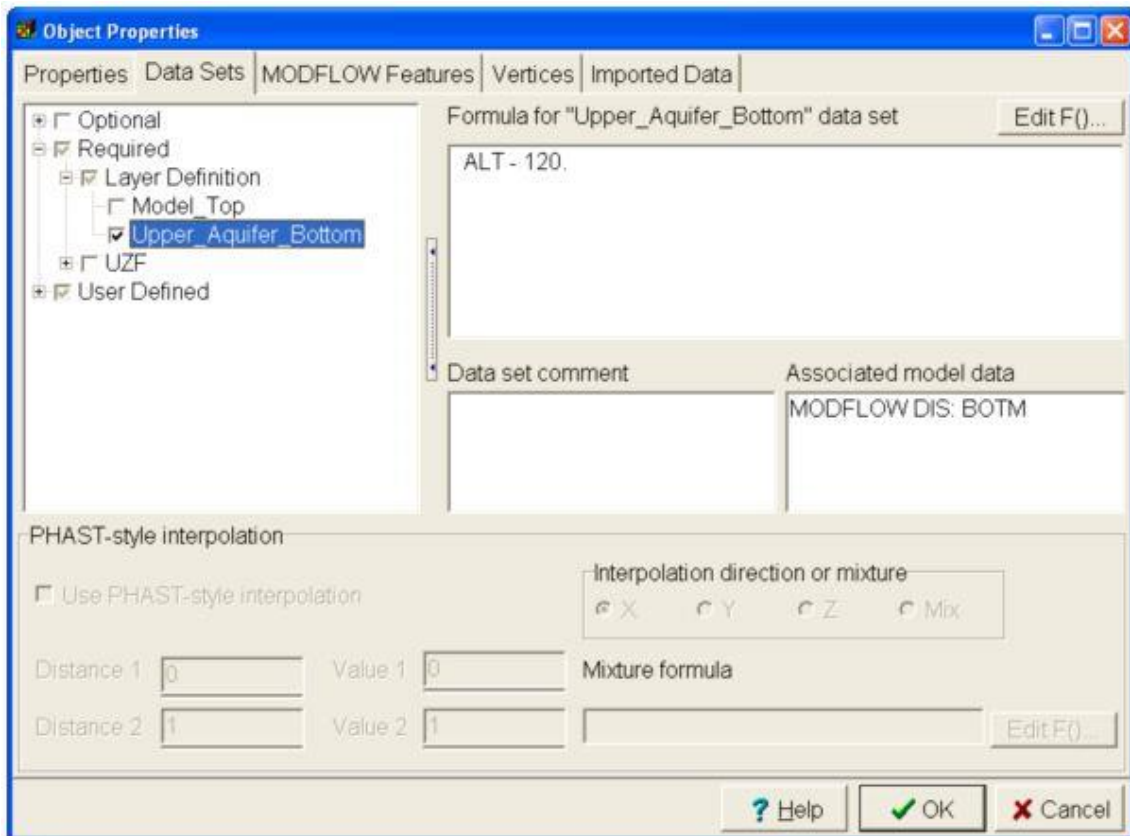 Object Properties
Properties Data Sets MODFLOW Features Vertices Imported Data
Optional
Required
Layer Definition
Model_Top
Upper_Aquifer_Bottom
UZF
User Defined
Formula for "Upper_Aquifer_Bottom" data set
Edit F()...
ALT - 120.
Data set comment
Associated model data
MODFLOW DIS: BOTM
PHAST-style interpolation
Use PHAST-style interpolation
Interpolation direction or mixture
X Y Z Mix
Distance 1 0 Value 1 0 Mixture formula
Distance 2 1 Value 2 1 Edit F()...
? Help OK Cancel